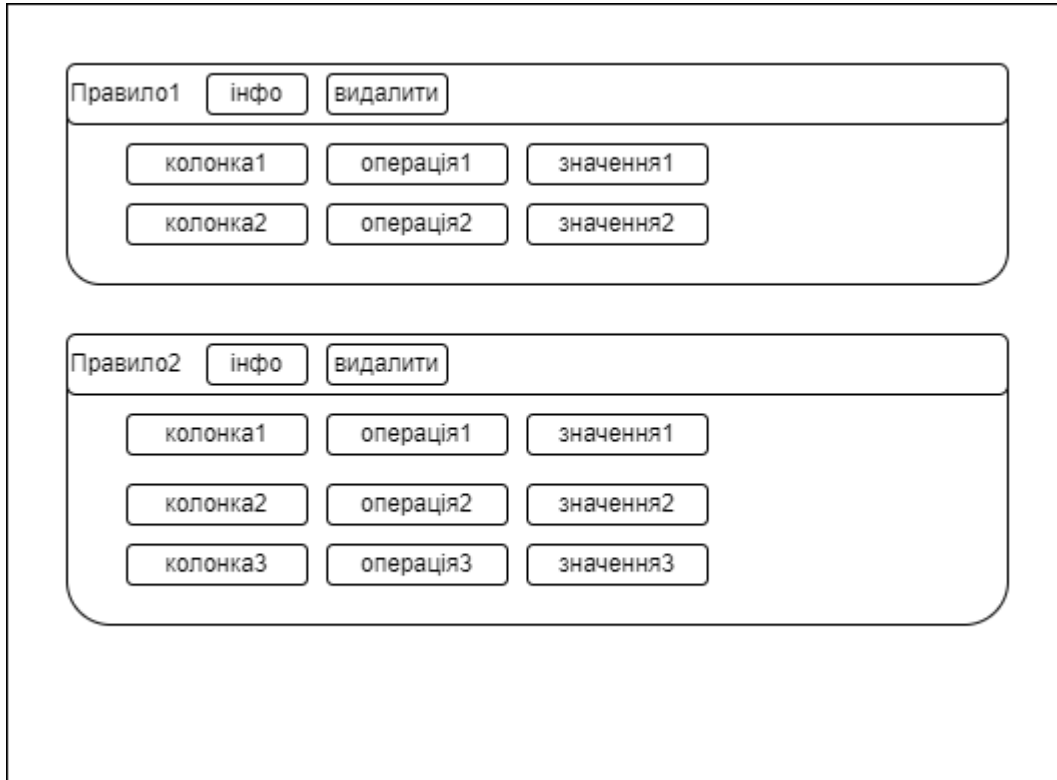 Правило1 інфо видалити
колонка1 операція1 значення1
колонка2 операція2 значення2
Правило2 інфо видалити
колонка1 операція1 значення1
колонка2 операція2 значення2
колонка3 операція3 значення3